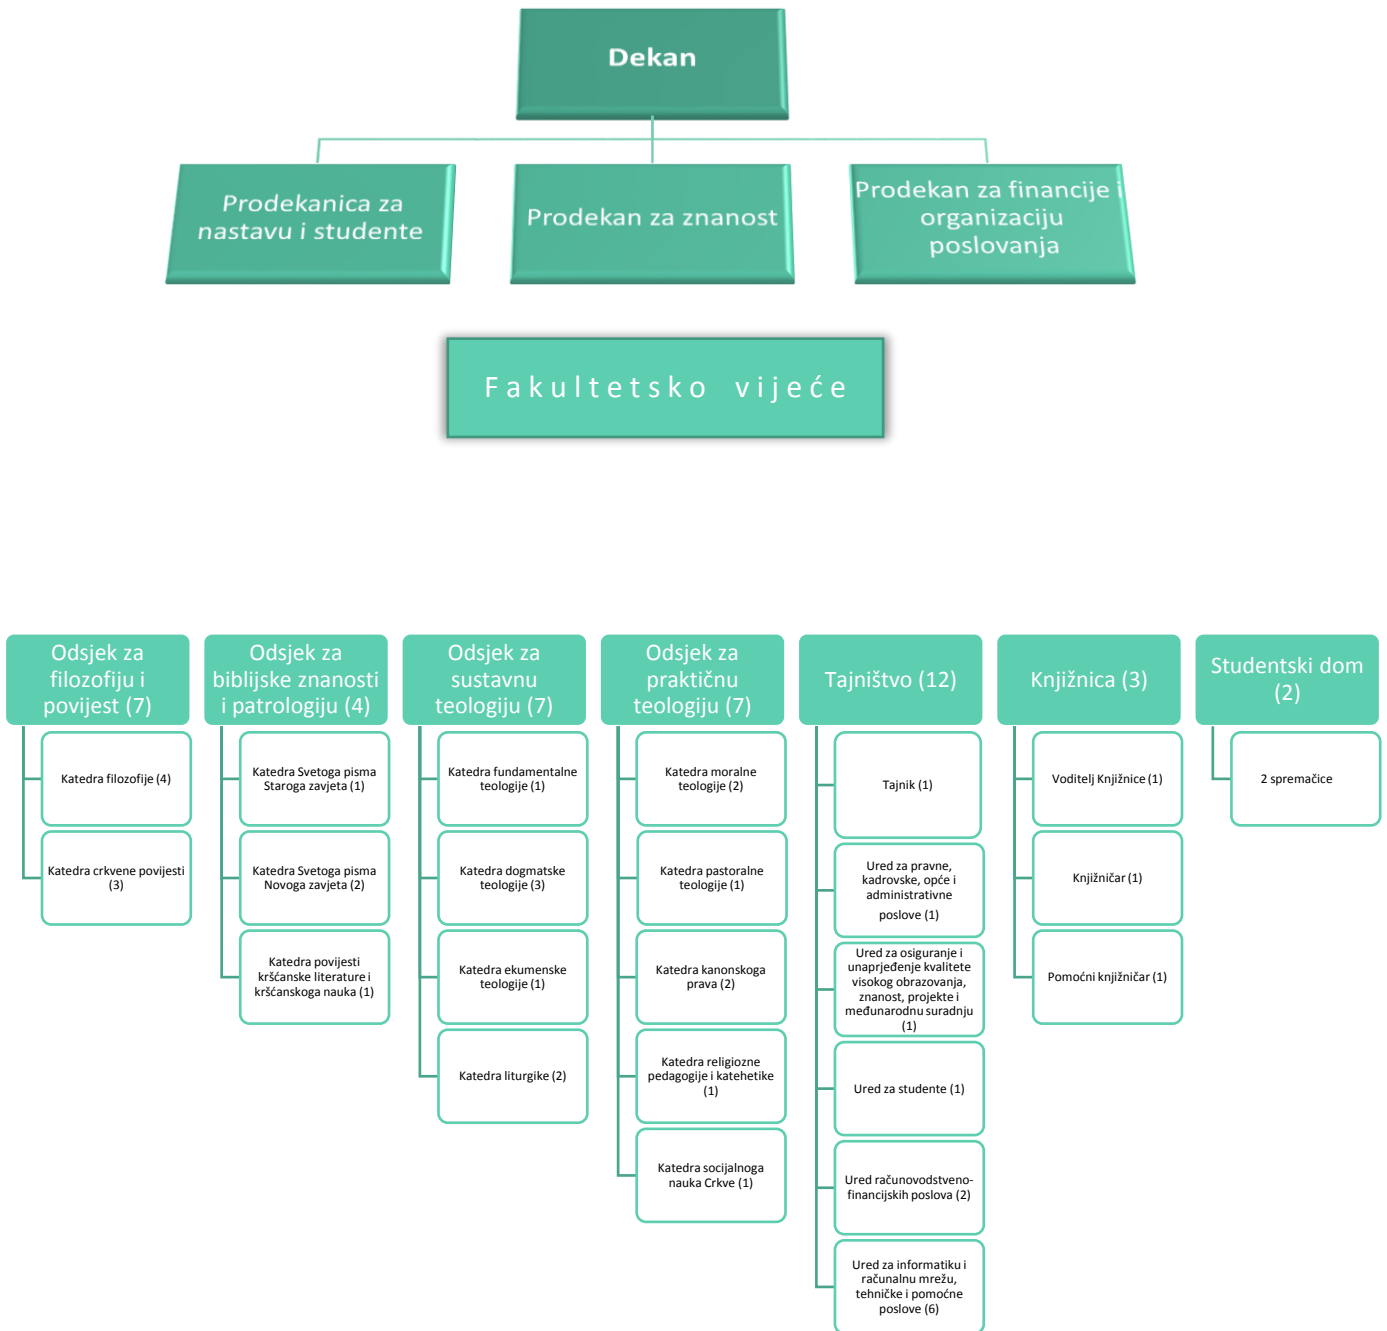 Dekan
Prodekanica za
nastavu i studente
Prodekan za znanost
Prodekan za financije i
organizaciju
poslovanja
Fakultetsko vijeće
Odsjek za
filozofiju i
povijest (7)
Katedra filozofije (4)
Katedra crkvene povijesti
(3)
Odsjek za
biblijske znanosti
i patrologiju (4)
Katedra Svetoga pisma
Staroga zavjeta (1)
Katedra Svetoga pisma
Novoga zavjeta (2)
Katedra povijesti
kršćanske literature i
kršćanskoga nauka (1)
Odsjek za
sustavnu
teologiju (7)
Katedra fundamentalne
teologije (1)
Katedra dogmatske
teologije (3)
Katedra ekumenske
teologije (1)
Katedra liturgike (2)
Odsjek za
praktičnu
teologiju (7)
Katedra moralne
teologije (2)
Katedra pastoralne
teologije (1)
Katedra kanonskoga
prava (2)
Katedra religiozne
pedagogije i katehetike
(1)
Katedra socijalnoga
nauka Crkve (1)
Tajništvo (12)
Tajnik (1)
Ured za pravne,
kadrovske, opće i
administrativne
poslove (1)
Ured za osiguranje i
unaprjeđenje kvalitete
visokog obrazovanja,
znanost, projekte i
međunarodnu suradnju
(1)
Ured za studente (1)
Ured računovodstveno-
financijskih poslova (2)
Ured za informatiku i
računalnu mrežu,
tehničke i pomoćne
poslove (6)
Knjižnica (3)
Voditelj Knjižnice (1)
Knjižničar (1)
Pomoćni knjižničar (1)
Studentski dom
(2)
2 spremačice